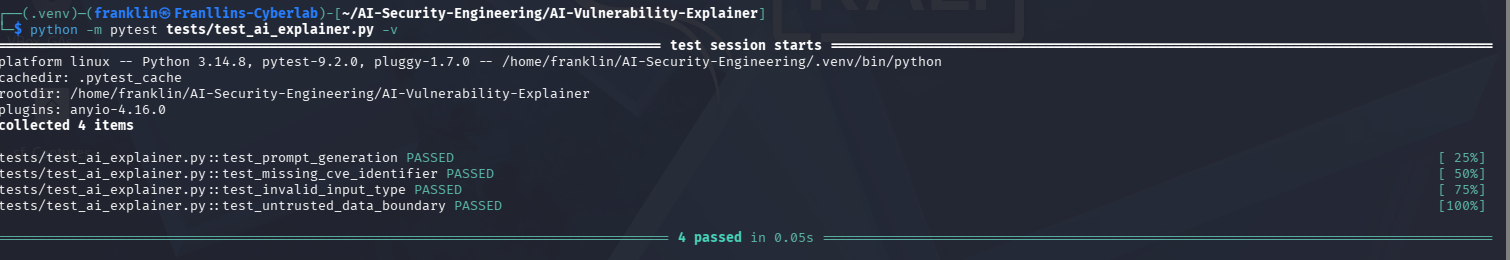 ┌──(.venv)─(franklin㉿Franllins-Cyberlab)-[~/AI-Security-Engineering/AI-Vulnerability-Explainer]
└─$ python -m pytest tests/test_ai_explainer.py -v
test session starts
platform linux -- Python 3.14.8, pytest-9.2.0, pluggy-1.7.0 -- /home/franklin/AI-Security-Engineering/.venv/bin/python
cachedir: .pytest_cache
rootdir: /home/franklin/AI-Security-Engineering/AI-Vulnerability-Explainer
plugins: anyio-4.16.0
collected 4 items
tests/test_ai_explainer.py::test_prompt_generation PASSED [ 25%]
tests/test_ai_explainer.py::test_missing_cve_identifier PASSED [ 50%]
tests/test_ai_explainer.py::test_invalid_input_type PASSED [ 75%]
tests/test_ai_explainer.py::test_untrusted_data_boundary PASSED [100%]
4 passed in 0.05s